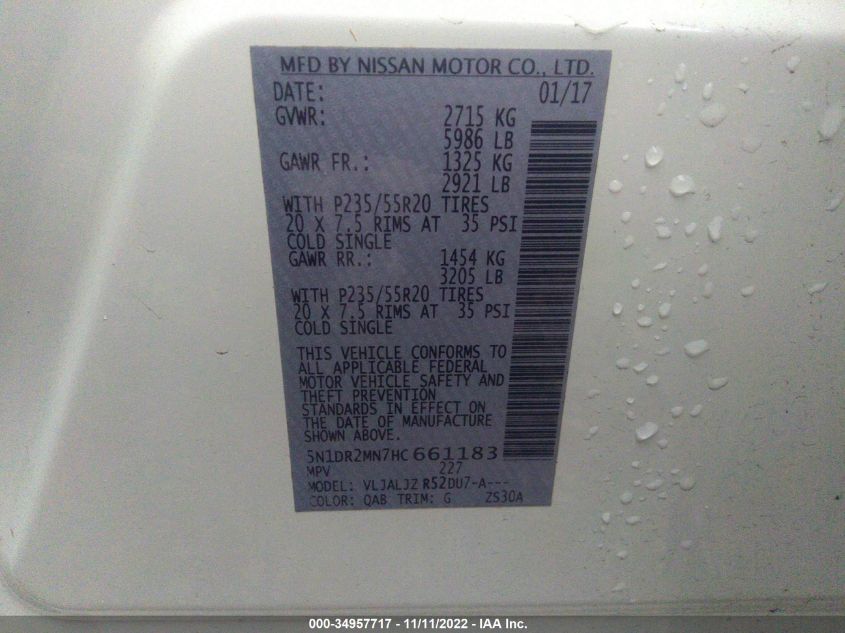 MFD BY NISSAN MOTOR CO., LTD.
DATE: 01/17
GVWR: 2715 KG
5986 LB
GAWR FR.: 1325 KG
2921 LB
WITH P235/55R20 TIRES
20 X 7.5 RIMS AT 35 PSI
COLD SINGLE
GAWR RR.: 1454 KG
3205 LB
WITH P235/55R20 TIRES
20 X 7.5 RIMS AT 35 PSI
COLD SINGLE
THIS VEHICLE CONFORMS TO
ALL APPLICABLE FEDERAL
MOTOR VEHICLE SAFETY AND
THEFT PREVENTION
STANDARDS IN EFFECT ON
THE DATE OF MANUFACTURE
SHOWN ABOVE.
5N1DR2MN7HC661183
MPV 227
MODEL: VLJALJZ R52DU7-A---
COLOR: QAB TRIM: G ZS30A
000-34957717 - 11/11/2022 - IAA Inc.